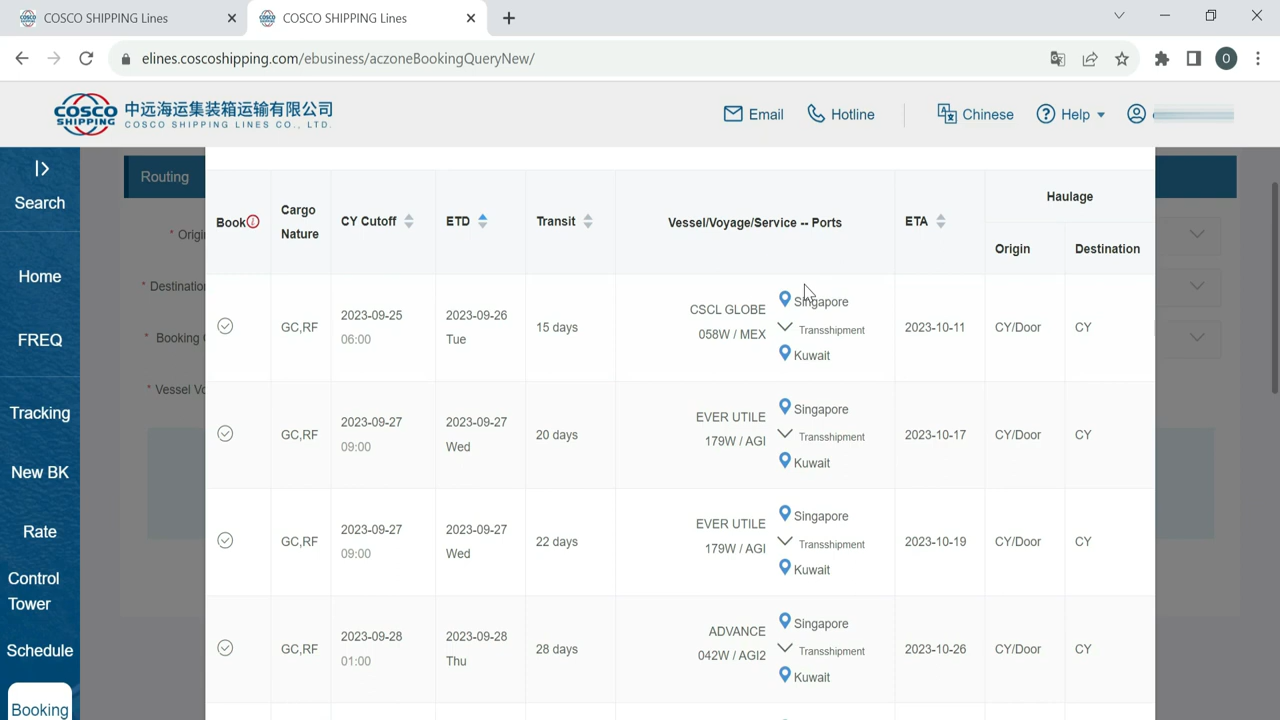 COSCO SHIPPING Lines
COSCO SHIPPING Lines
elines.coscoshipping.com/ebusiness/aczoneBookingQueryNew/
O
COSCO
SHIPPING
中远海运集装箱运输有限公司
COSCO SHIPPING LINES CO., LTD.
Email
Hotline
Chinese
Help
Search
Home
FREQ
Tracking
New BK
Rate
Control
Tower
Schedule
Booking
Routing
* Origi
* Destination
* Booking
* Vessel Vo
Book
Cargo
Nature
CY Cutoff
ETD
Transit
Vessel/Voyage/Service -- Ports
ETA
Haulage
Origin
Destination
GC,RF
2023-09-25
06:00
2023-09-26
Tue
15 days
CSCL GLOBE
058W / MEX
Singapore
Transshipment
Kuwait
2023-10-11
CY/Door
CY
GC,RF
2023-09-27
09:00
2023-09-27
Wed
20 days
EVER UTILE
179W / AGI
Singapore
Transshipment
Kuwait
2023-10-17
CY/Door
CY
GC,RF
2023-09-27
09:00
2023-09-27
Wed
22 days
EVER UTILE
179W / AGI
Singapore
Transshipment
Kuwait
2023-10-19
CY/Door
CY
GC,RF
2023-09-28
01:00
2023-09-28
Thu
28 days
ADVANCE
042W / AGI2
Singapore
Transshipment
Kuwait
2023-10-26
CY/Door
CY